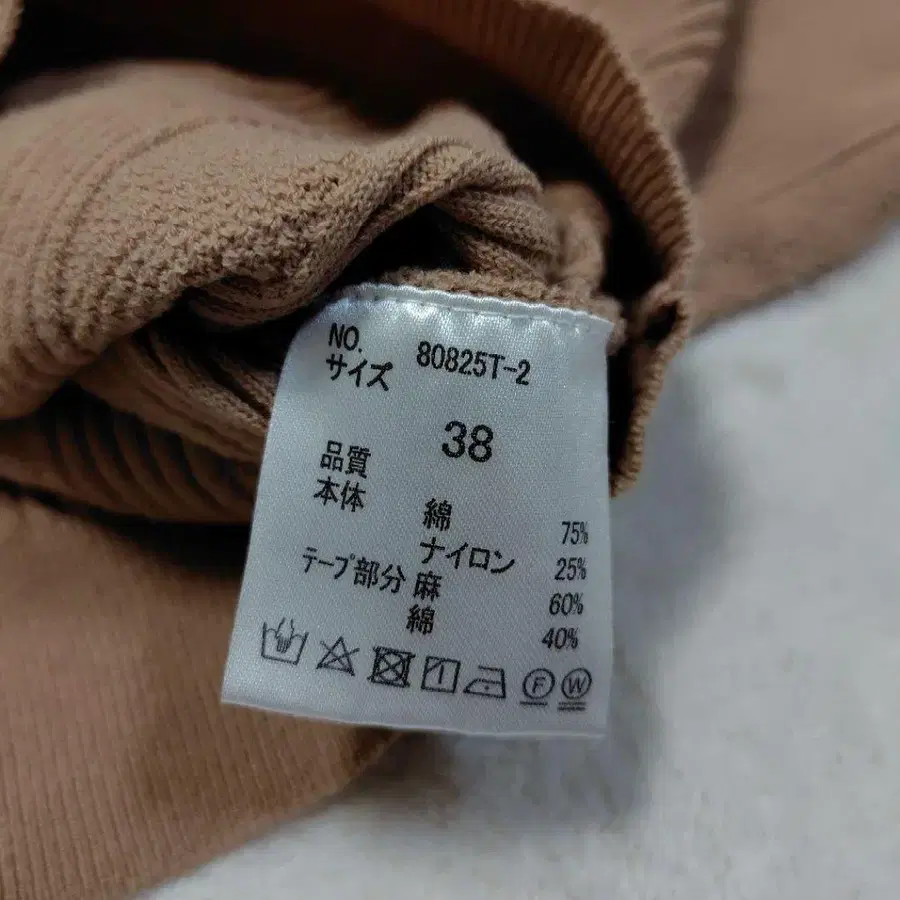 NO. 80825T-2
サイズ
38
品質
本体 綿 75%
ナイロン 25%
テープ部分 麻 60%
綿 40%
F W